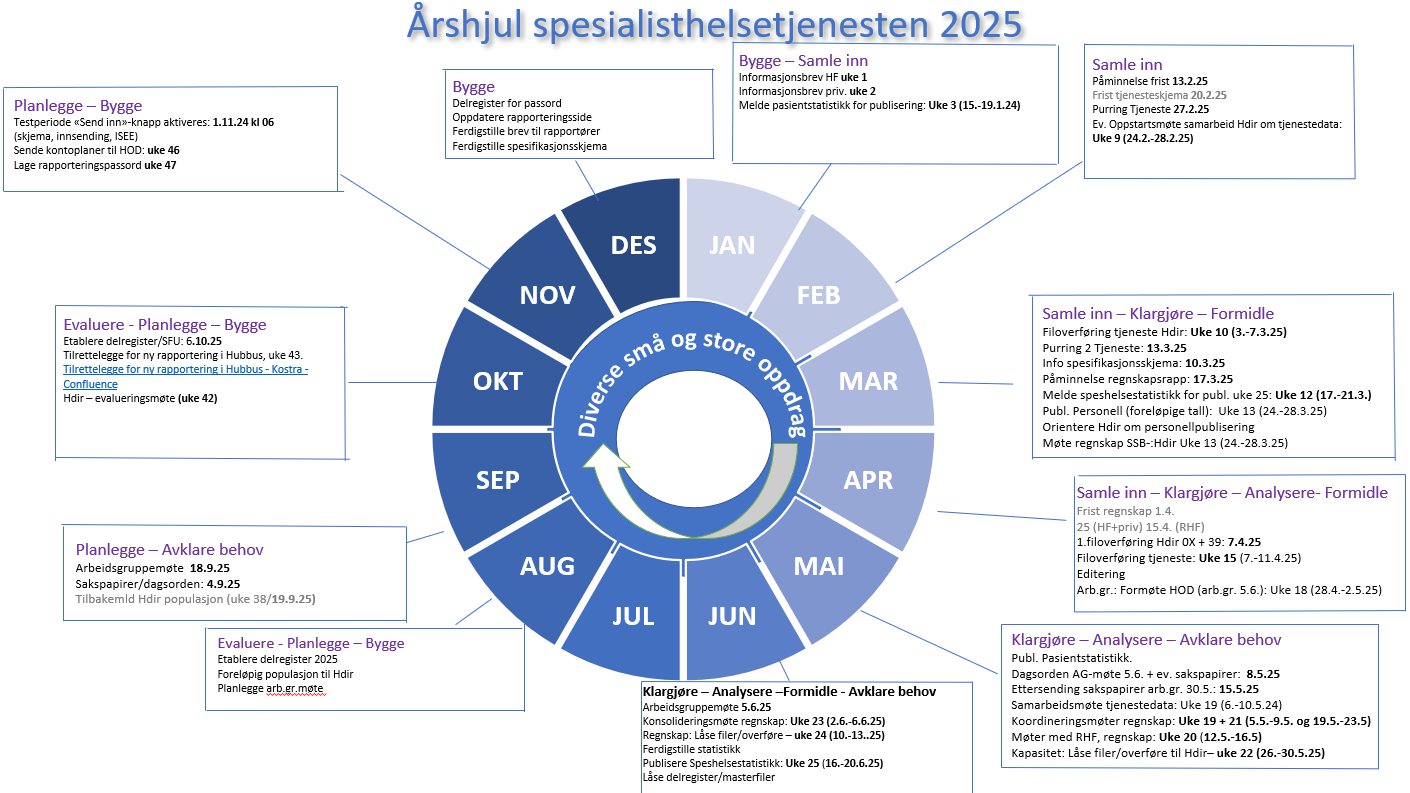 Årshjul spesialisthelsetjenesten 2025
Bygge – Samle inn
Informasjonsbrev HF uke 1
Informasjonsbrev priv. uke 2
Melde pasientstatistikk for publisering: Uke 3 (15.-19.1.24)
Samle inn
Påminnelse frist 13.2.25
Frist tjenesteskjema 20.2.25
Purring Tjeneste 27.2.25
Ev. Oppstartsmøte samarbeid Hdir om tjenestedata:
Uke 9 (24.2.-28.2.25)
Samle inn – Klargjøre – Formidle
Filoverføring tjeneste Hdir: Uke 10 (3.-7.3.25)
Purring 2 Tjeneste: 13.3.25
Info spesifikasjonsskjema: 10.3.25
Påminnelse regnskapsrapp: 17.3.25
Melde speshelsestatistikk for publ. uke 25: Uke 12 (17.-21.3.)
Publ. Personell (foreløpige tall): Uke 13 (24.-28.3.25)
Orientere Hdir om personellpublisering
Møte regnskap SSB-:Hdir Uke 13 (24.-28.3.25)
Samle inn – Klargjøre – Analysere- Formidle
Frist regnskap 1.4.
25 (HF+priv) 15.4. (RHF)
1.filoverføring Hdir 0X + 39: 7.4.25
Filoverføring tjeneste: Uke 15 (7.-11.4.25)
Editering
Arb.gr.: Formøte HOD (arb.gr. 5.6.): Uke 18 (28.4.-2.5.25)
Klargjøre – Analysere – Avklare behov
Publ. Pasientstatistikk.
Dagsorden AG-møte 5.6. + ev. sakspapirer: 8.5.25
Ettersending sakspapirer arb.gr. 30.5.: 15.5.25
Samarbeidsmøte tjenestedata: Uke 19 (6.-10.5.24)
Koordineringsmøter regnskap: Uke 19 + 21 (5.5.-9.5. og 19.5.-23.5)
Møter med RHF, regnskap: Uke 20 (12.5.-16.5)
Kapasitet: Låse filer/overføre til Hdir– uke 22 (26.-30.5.25)
Klargjøre – Analysere –Formidle - Avklare behov
Arbeidsgruppemøte 5.6.25
Konsolideringsmøte regnskap: Uke 23 (2.6.-6.6.25)
Regnskap: Låse filer/overføre – uke 24 (10.-13..25)
Ferdigstille statistikk
Publisere Speshelsestatistikk: Uke 25 (16.-20.6.25)
Låse delregister/masterfiler
Evaluere - Planlegge – Bygge
Etablere delregister 2025
Foreløpig populasjon til Hdir
Planlegge arb.gr.møte
Planlegge – Avklare behov
Arbeidsgruppemøte 18.9.25
Sakspapirer/dagsorden: 4.9.25
Tilbakemld Hdir populasjon (uke 38/19.9.25)
Evaluere - Planlegge – Bygge
Etablere delregister/SFU: 6.10.25
Tilrettelegge for ny rapportering i Hubbus, uke 43.
Tilrettelegge for ny rapportering i Hubbus - Kostra -
Confluence
Hdir – evalueringsmøte (uke 42)
Planlegge – Bygge
Testperiode «Send inn»-knapp aktiveres: 1.11.24 kl 06
(skjema, innsending, ISEE)
Sende kontoplaner til HOD: uke 46
Lage rapporteringspassord uke 47
Bygge
Delregister for passord
Oppdatere rapporteringsside
Ferdigstille brev til rapportører
Ferdigstille spesifikasjonsskjema
JAN
FEB
MAR
APR
MAI
JUN
JUL
AUG
SEP
OKT
NOV
DES
Diverse små og store oppdrag